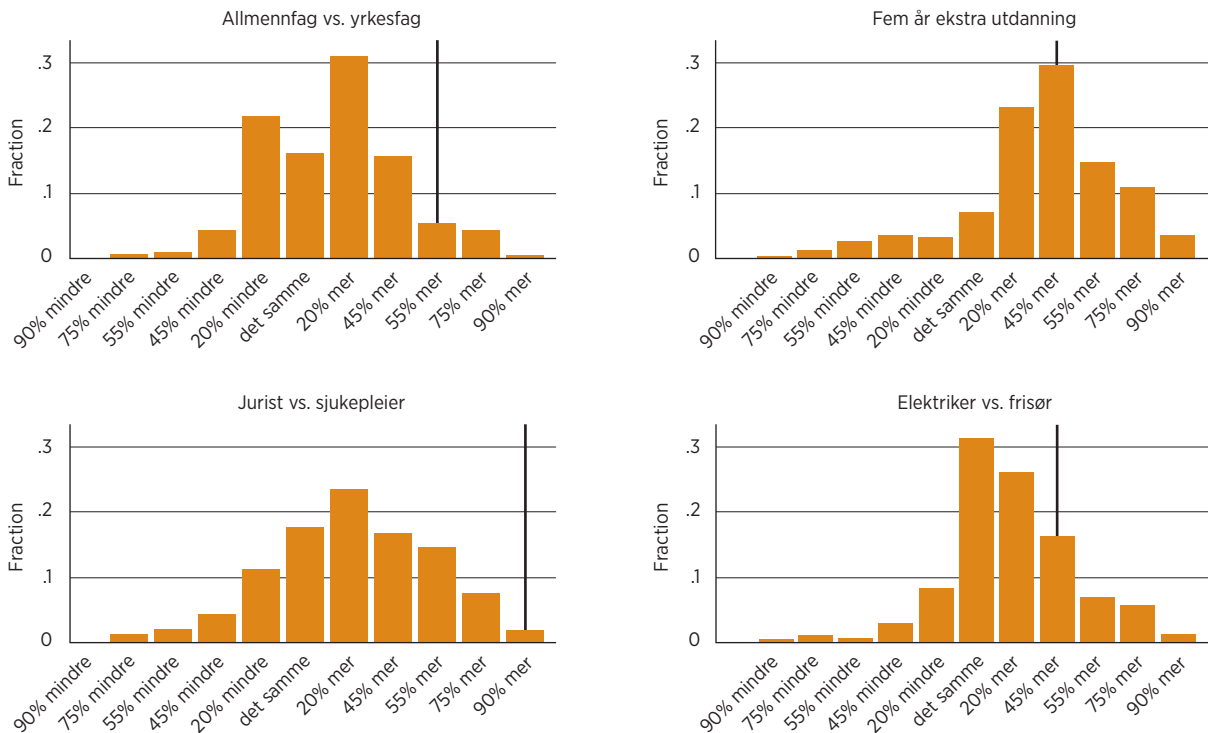 Allmennfag vs. yrkesfag
Fraction
.3
.2
.1
0
90% mindre
75% mindre
55% mindre
45% mindre
20% mindre
det samme
20% mer
45% mer
55% mer
75% mer
90% mer
Fem år ekstra utdanning
Fraction
.3
.2
.1
0
90% mindre
75% mindre
55% mindre
45% mindre
20% mindre
det samme
20% mer
45% mer
55% mer
75% mer
90% mer
Jurist vs. sjukepleier
Fraction
.3
.2
.1
0
90% mindre
75% mindre
55% mindre
45% mindre
20% mindre
det samme
20% mer
45% mer
55% mer
75% mer
90% mer
Elektriker vs. frisør
Fraction
.3
.2
.1
0
90% mindre
75% mindre
55% mindre
45% mindre
20% mindre
det samme
20% mer
45% mer
55% mer
75% mer
90% mer